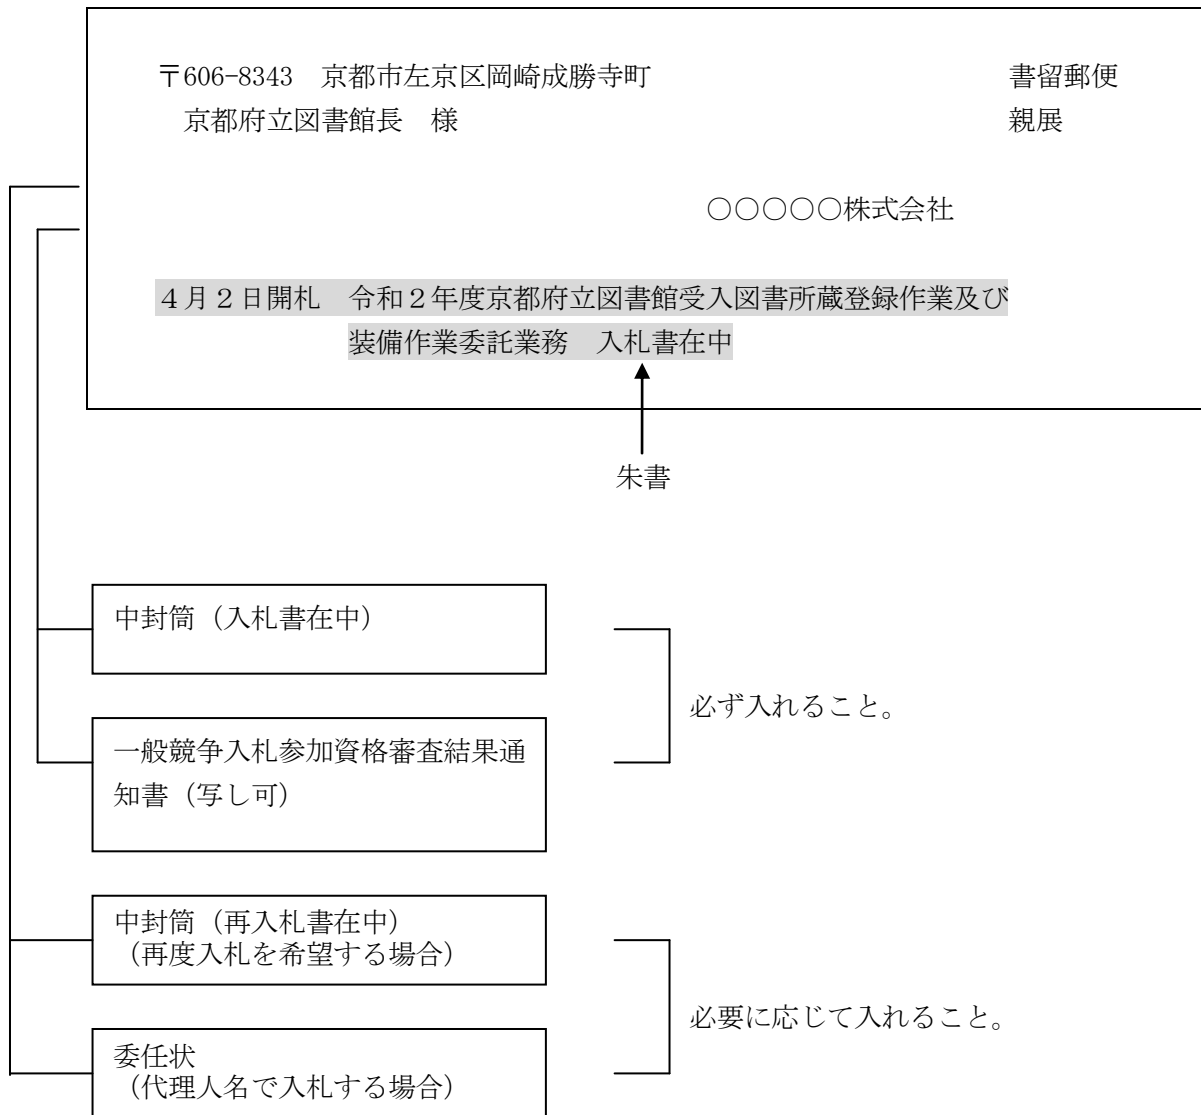 〒606-8343　京都市左京区岡崎成勝寺町　書留郵便
京都府立図書館長　様　親展
○○○○○株式会社
４月２日開札　令和２年度京都府立図書館受入図書所蔵登録作業及び
装備作業委託業務　入札書在中
朱書
中封筒（入札書在中）
必ず入れること。
一般競争入札参加資格審査結果通
知書（写し可）
中封筒（再入札書在中）
（再度入札を希望する場合）
必要に応じて入れること。
委任状
（代理人名で入札する場合）